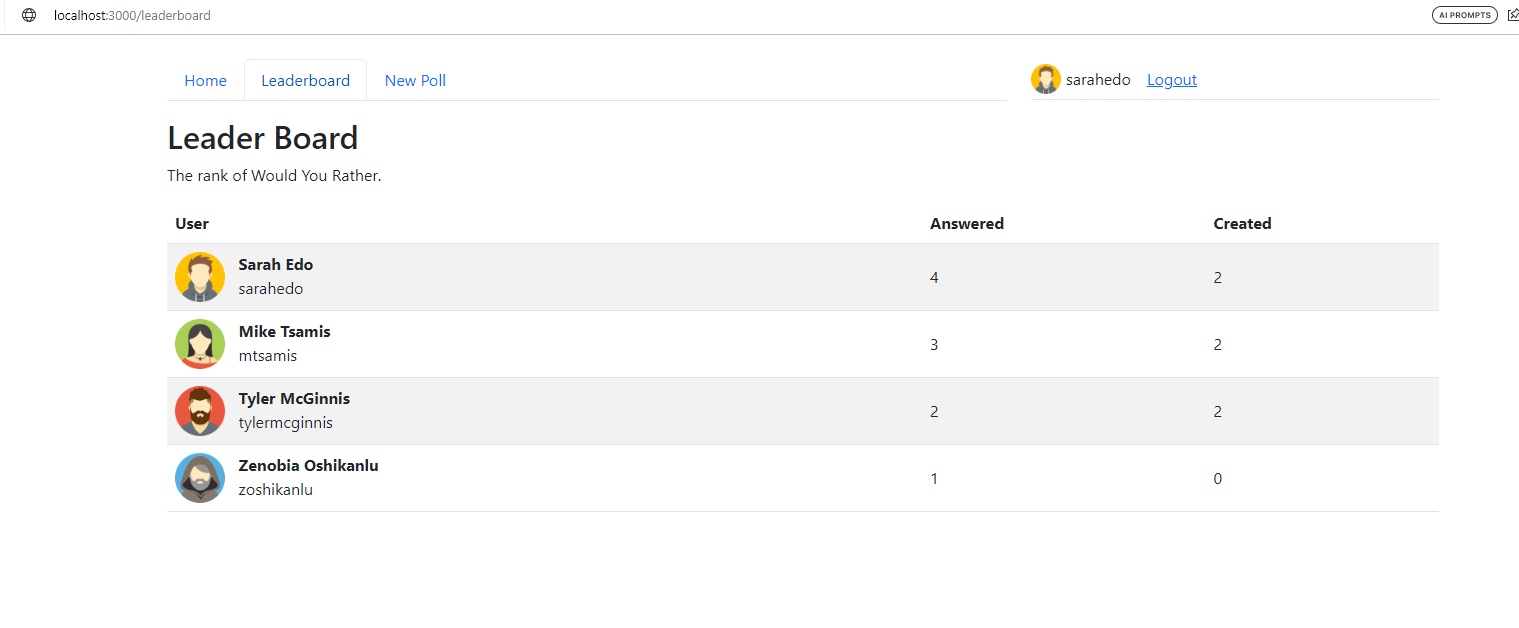 localhost:3000/leaderboard AI PROMPTS
Home Leaderboard New Poll sarahedo Logout
Leader Board
The rank of Would You Rather.
User Answered Created
Sarah Edo
sarahedo
4 2
Mike Tsamis
mtsamis
3 2
Tyler McGinnis
tylermcginnis
2 2
Zenobia Oshikanlu
zoshikanlu
1 0